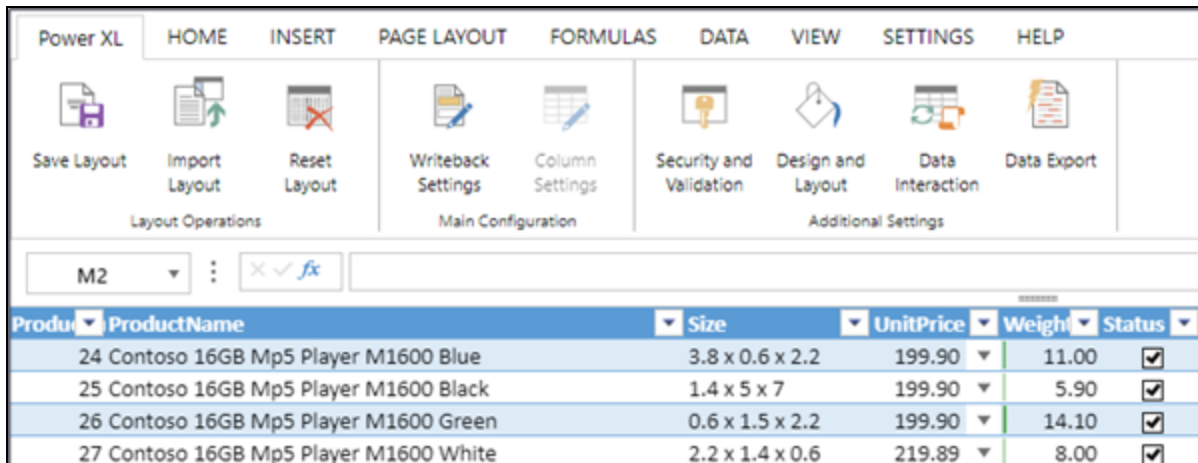 Power XL HOME INSERT PAGE LAYOUT FORMULAS DATA VIEW SETTINGS HELP
Save Layout Import Layout Reset Layout Writeback Settings Column Settings Security and Validation Design and Layout Data Interaction Data Export
Layout Operations Main Configuration Additional Settings
M2 fx
Produ ProductName Size UnitPrice Weight Status
24 Contoso 16GB Mp5 Player M1600 Blue 3.8 x 0.6 x 2.2 199.90 11.00
25 Contoso 16GB Mp5 Player M1600 Black 1.4 x 5 x 7 199.90 5.90
26 Contoso 16GB Mp5 Player M1600 Green 0.6 x 1.5 x 2.2 199.90 14.10
27 Contoso 16GB Mp5 Player M1600 White 2.2 x 1.4 x 0.6 219.89 8.00